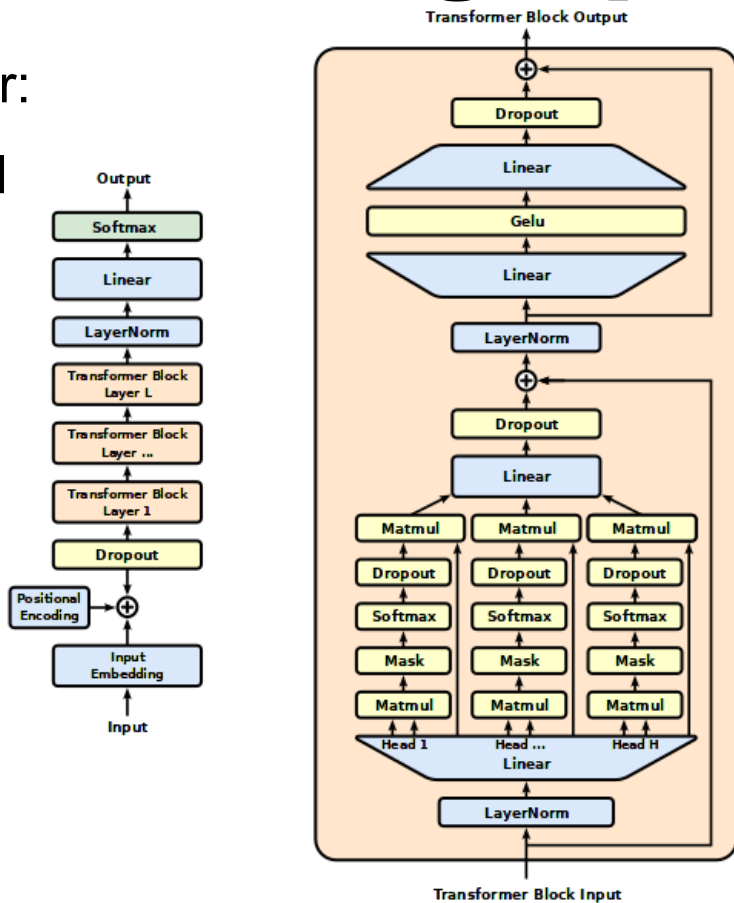 r:
Output
Softmax
Linear
LayerNorm
Transformer Block
Layer L
Transformer Block
Layer ...
Transformer Block
Layer 1
Dropout
Positional
Encoding
Input
Embedding
Input
Transformer Block Output
Dropout
Linear
Gelu
Linear
LayerNorm
Dropout
Linear
Matmul Matmul Matmul
Dropout Dropout Dropout
Softmax Softmax Softmax
Mask Mask Mask
Matmul Matmul Matmul
Head 1 Head ... Head H
Linear
LayerNorm
Transformer Block Input